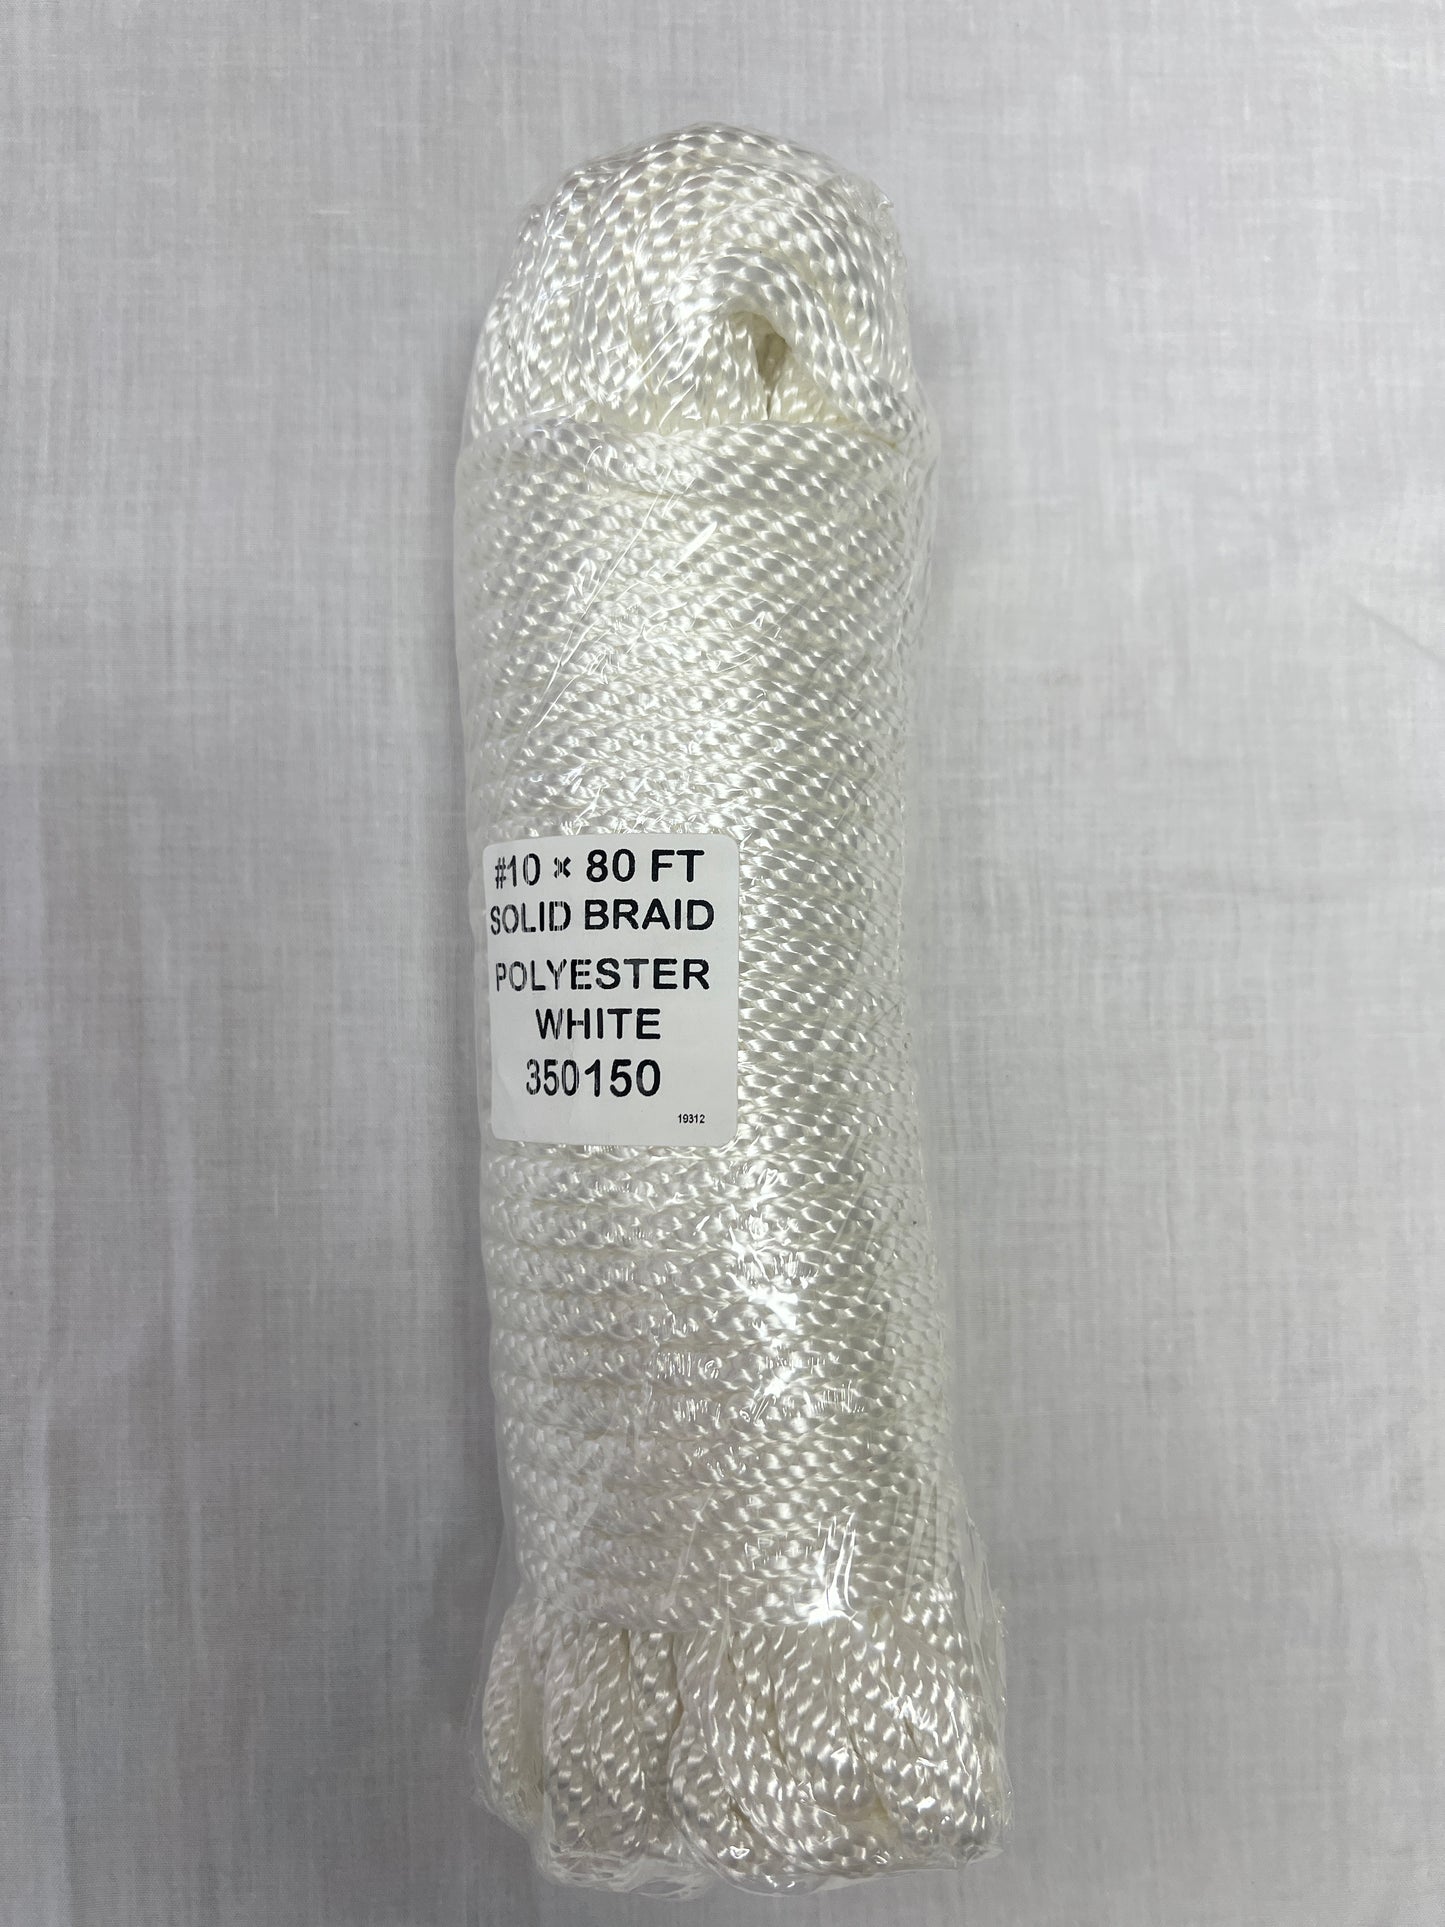 #10 × 80 FT
SOLID BRAID
POLYESTER
WHITE
350150
19312